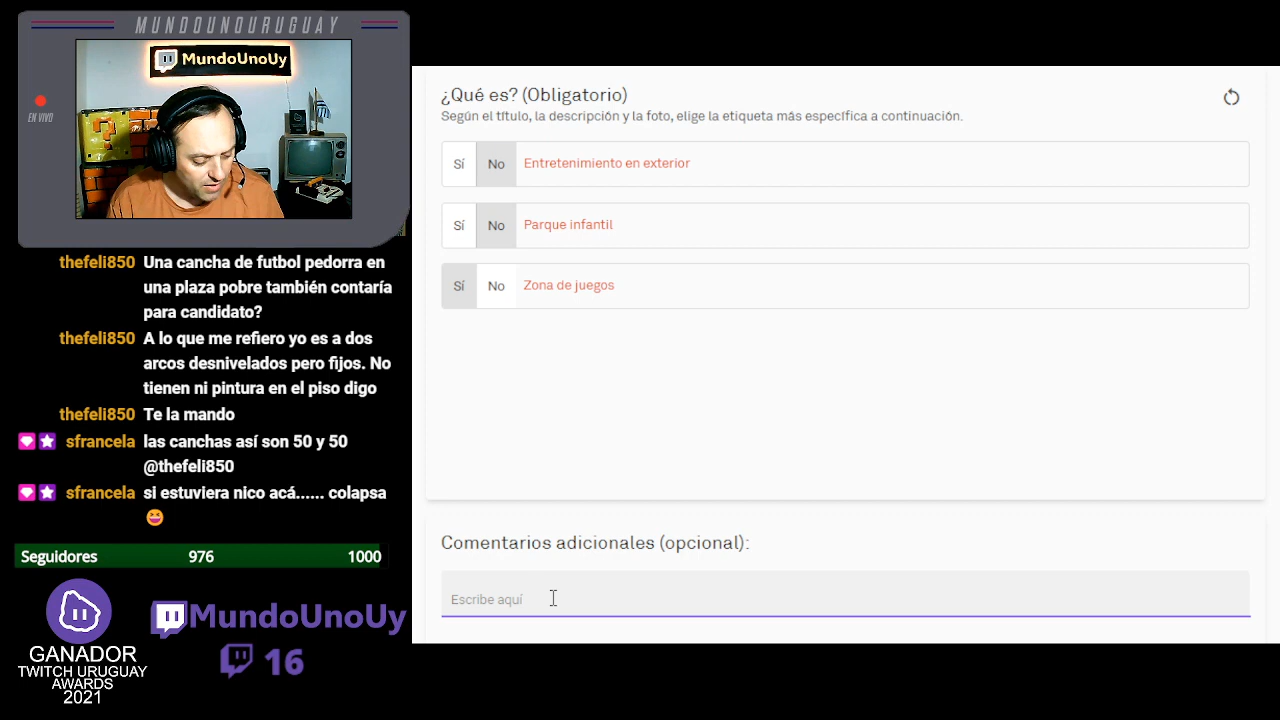 MUNDOUNOURUGUAY
MundoUnoUy
EN VIVO
thefeli850 Una cancha de futbol pedorra en
una plaza pobre también contaría
para candidato?
thefeli850 A lo que me refiero yo es a dos
arcos desnivelados pero fijos. No
tienen ni pintura en el piso digo
thefeli850 Te la mando
sfrancela las canchas así son 50 y 50
@thefeli850
sfrancela si estuviera nico acá...... colapsa
Seguidores 976 1000
GANADOR
TWITCH URUGUAY
AWARDS
2021
MundoUnoUy
16
¿Qué es? (Obligatorio)
Según el título, la descripción y la foto, elige la etiqueta más específica a continuación.
Sí No Entretenimiento en exterior
Sí No Parque infantil
Sí No Zona de juegos
Comentarios adicionales (opcional):
Escribe aquí